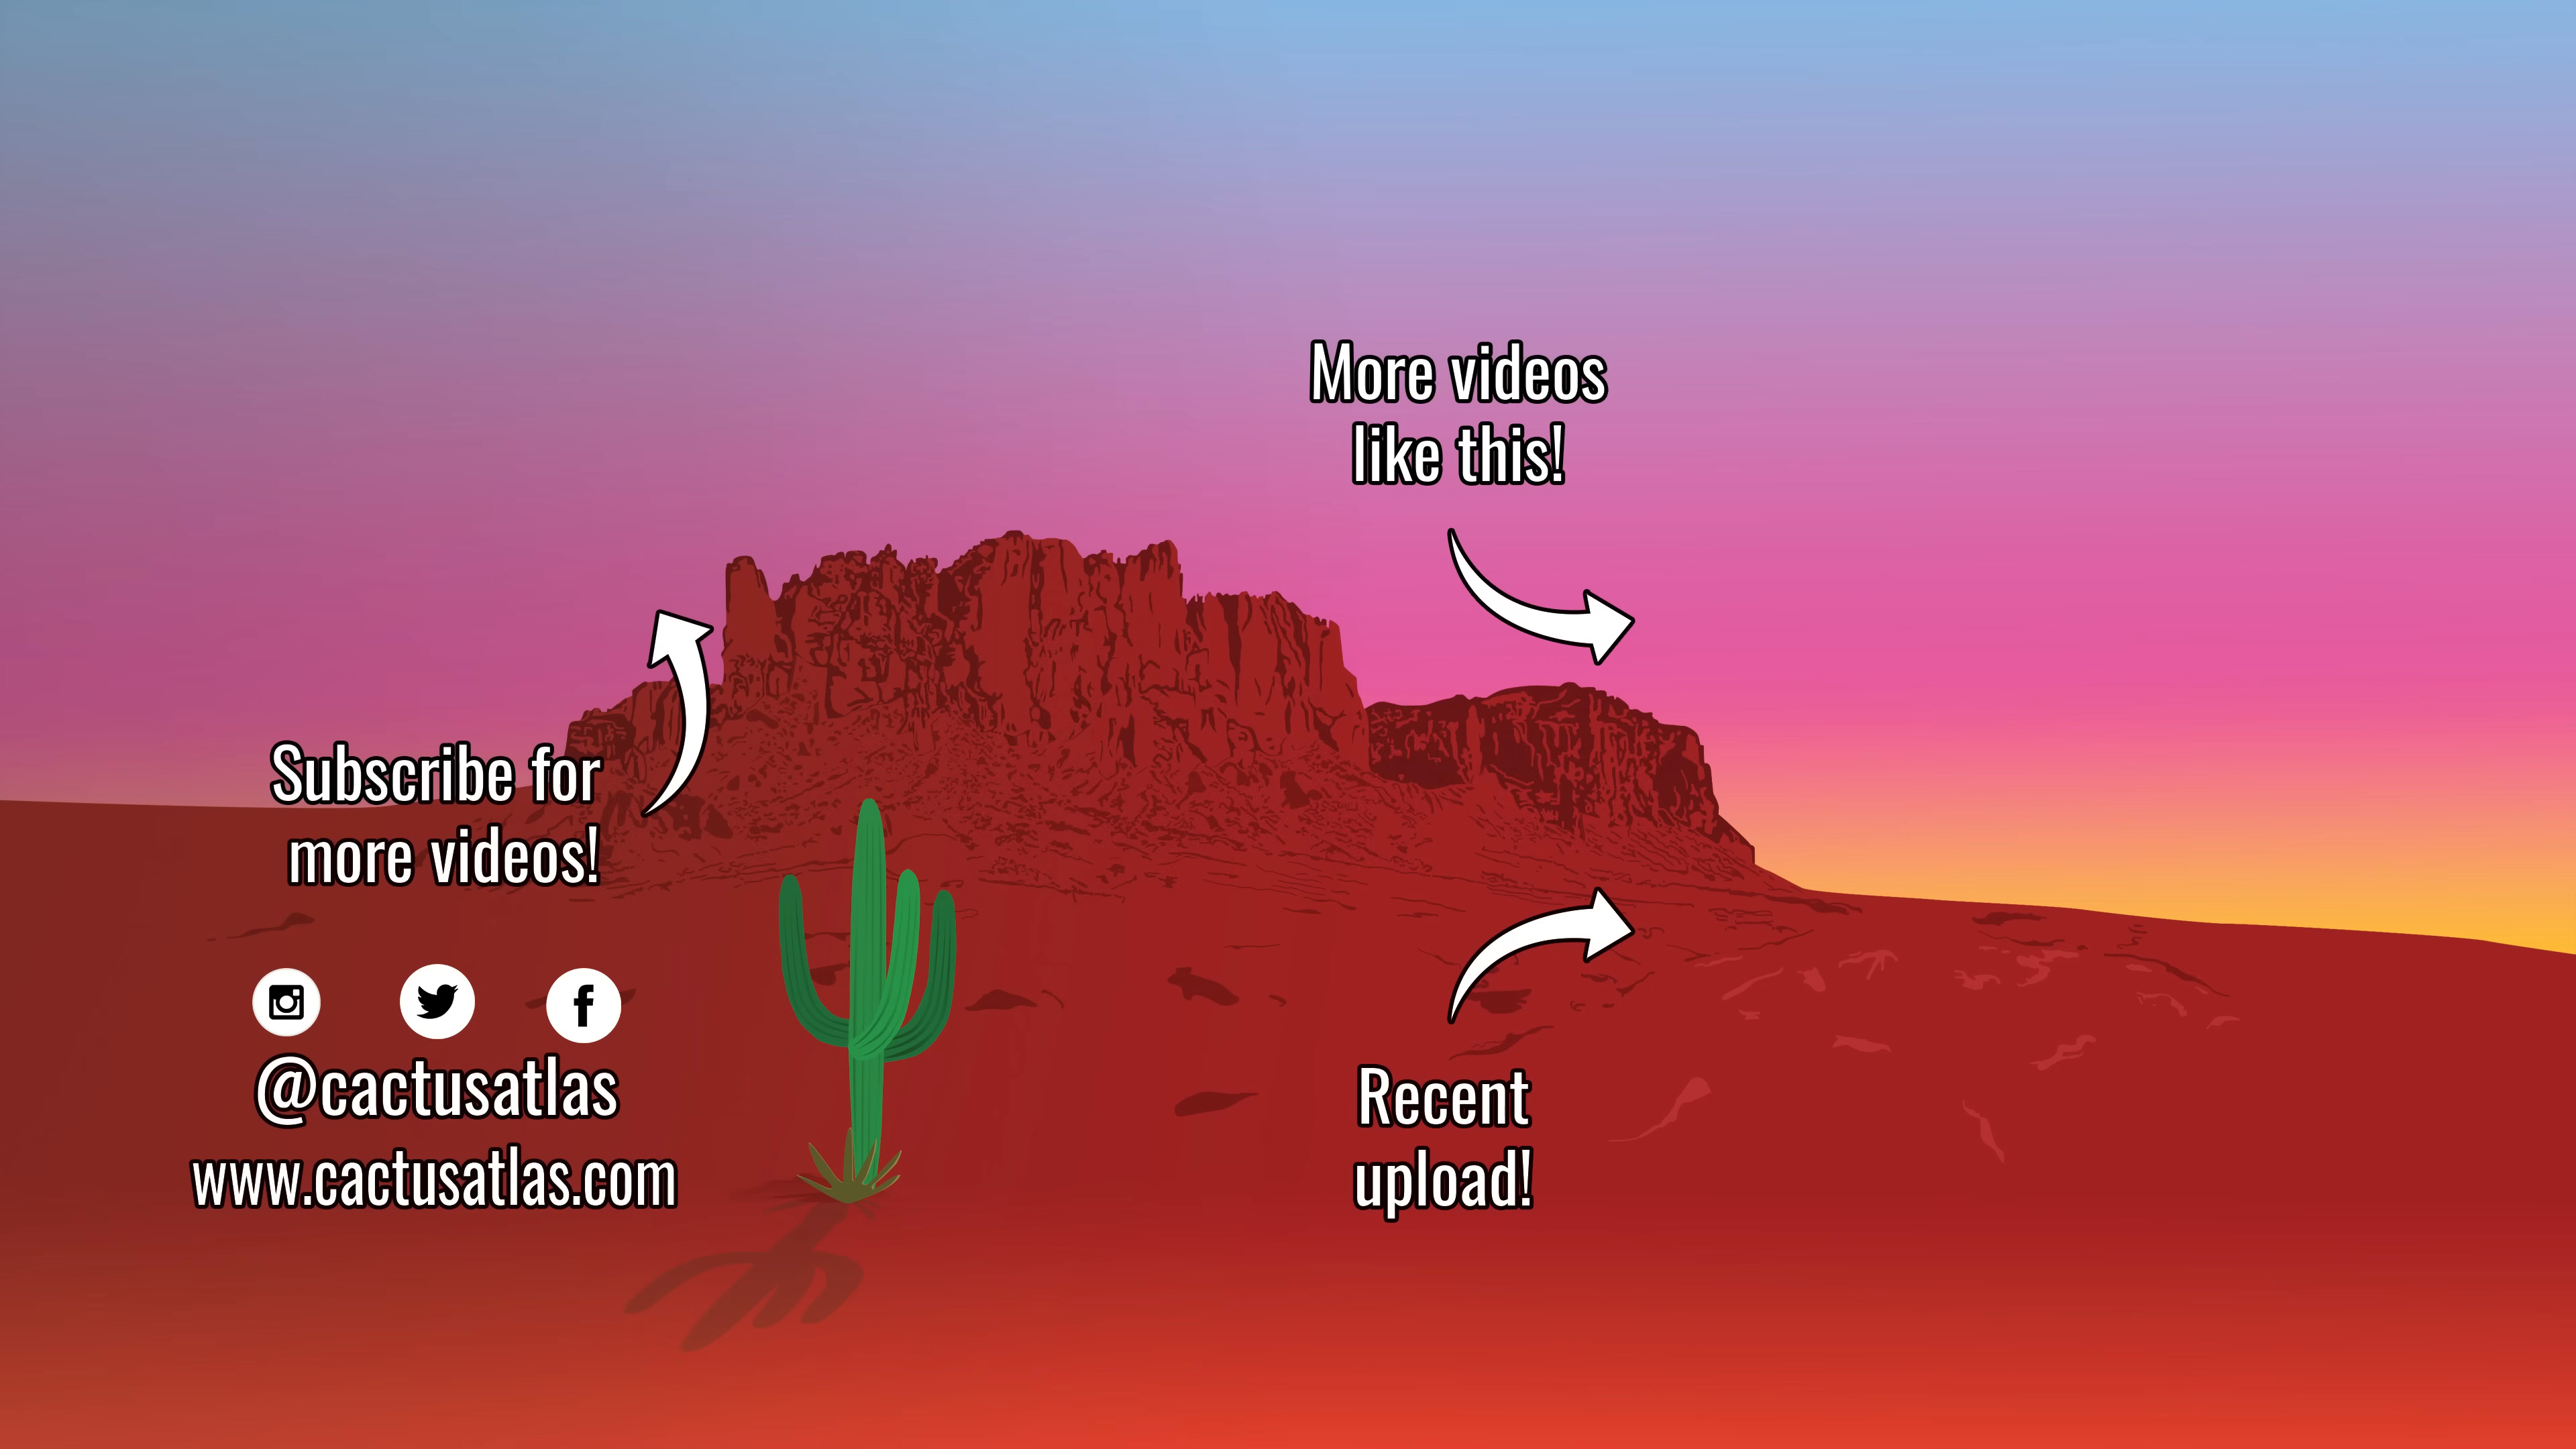 More videos
like this!
Subscribe for
more videos!
@cactusatlas
www.cactusatlas.com
Recent
upload!